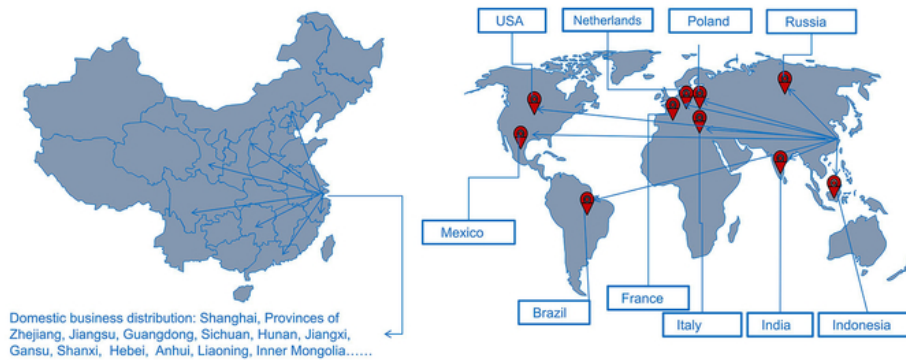 USA
Netherlands
Poland
Russia
Mexico
Brazil
France
Italy
India
Indonesia
Domestic business distribution: Shanghai, Provinces of
Zhejiang, Jiangsu, Guangdong, Sichuan, Hunan, Jiangxi,
Gansu, Shanxi, Hebei, Anhui, Liaoning, Inner Mongolia……